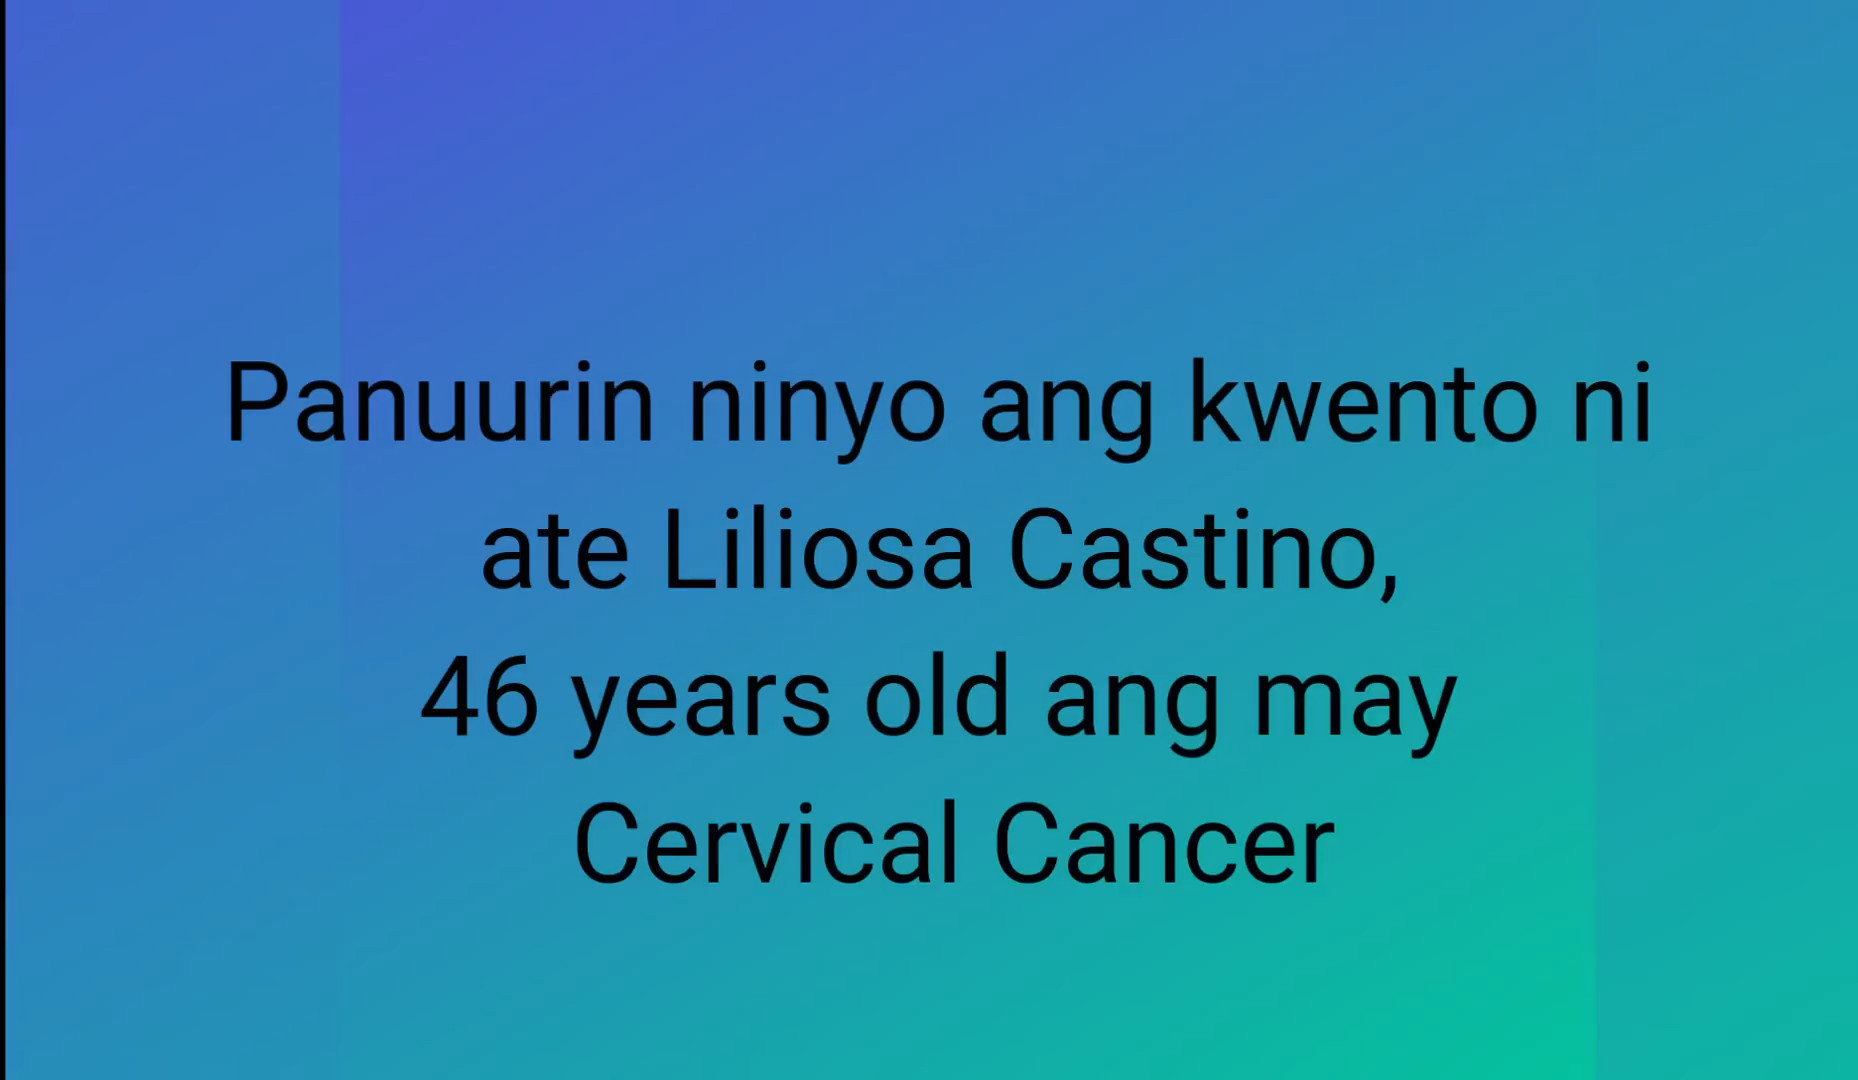 Panuurin ninyo ang kwento ni
ate Liliosa Castino,
46 years old ang may
Cervical Cancer